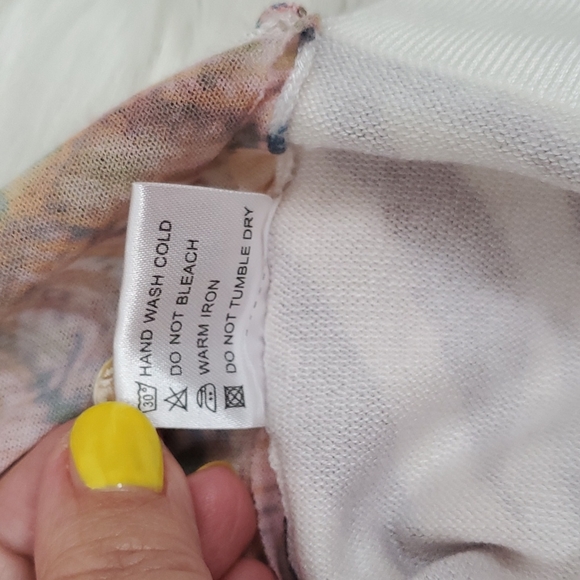 30° HAND WASH COLD
DO NOT BLEACH
WARM IRON
DO NOT TUMBLE DRY